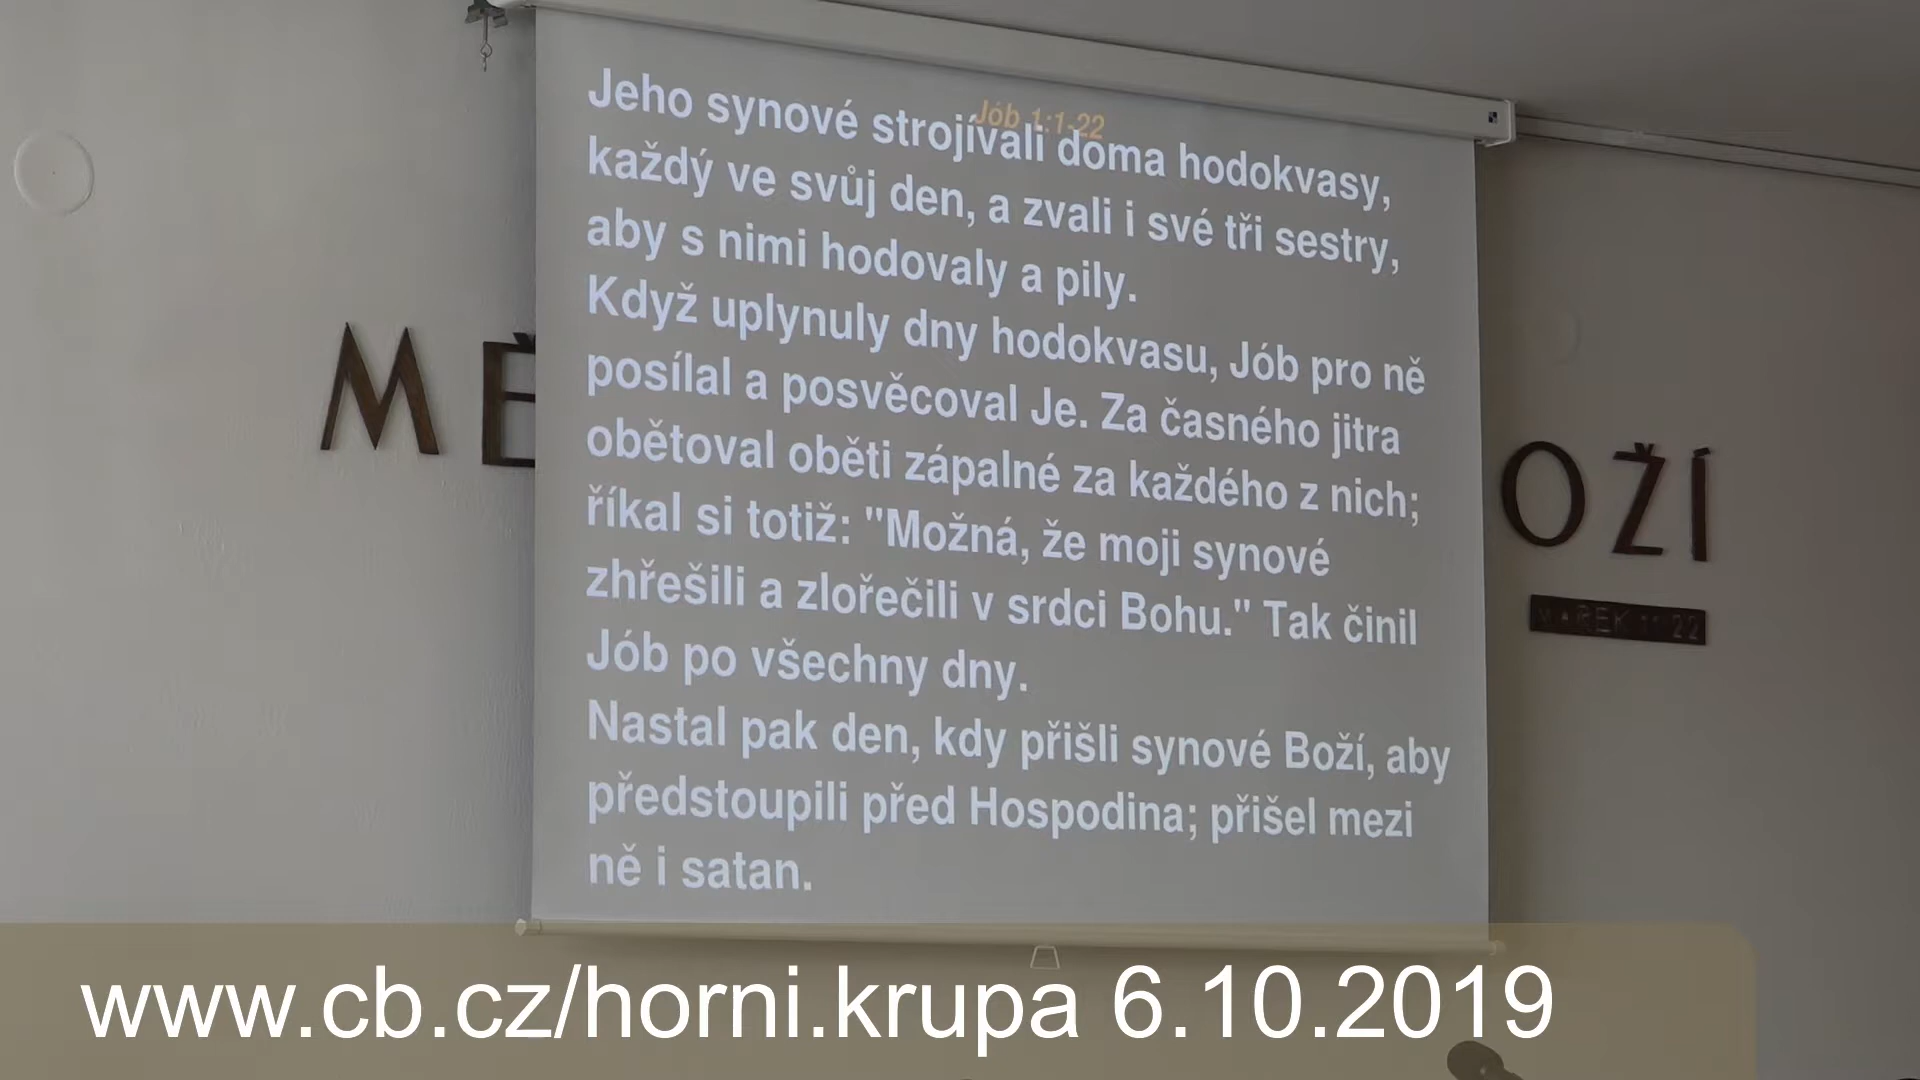 Jób 1:1-22
Jeho synové strojívali doma hodokvasy,
každý ve svůj den, a zvali i své tři sestry,
aby s nimi hodovaly a pily.
Když uplynuly dny hodokvasu, Jób pro ně
posílal a posvěcoval Je. Za časného jitra
obětoval oběti zápalné za každého z nich;
říkal si totiž: "Možná, že moji synové
zhřešili a zlořečili v srdci Bohu." Tak činil
Jób po všechny dny.
Nastal pak den, kdy přišli synové Boží, aby
předstoupili před Hospodina; přišel mezi
ně i satan.
MĚ
OŽÍ
MAREK 11:22
www.cb.cz/horni.krupa 6.10.2019